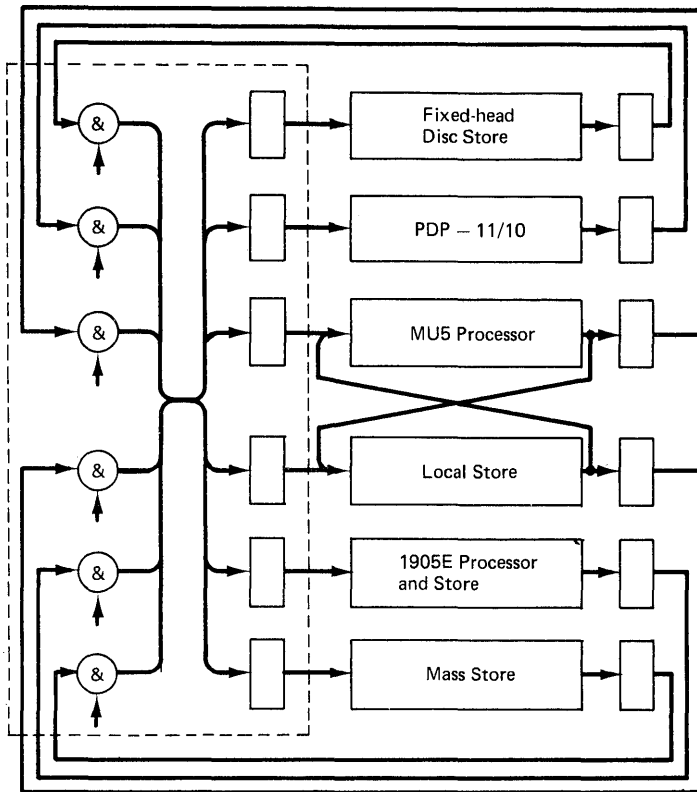 &
Fixed-head
Disc Store
&
PDP – 11/10
&
MU5 Processor
&
Local Store
&
1905E Processor
and Store
&
Mass Store